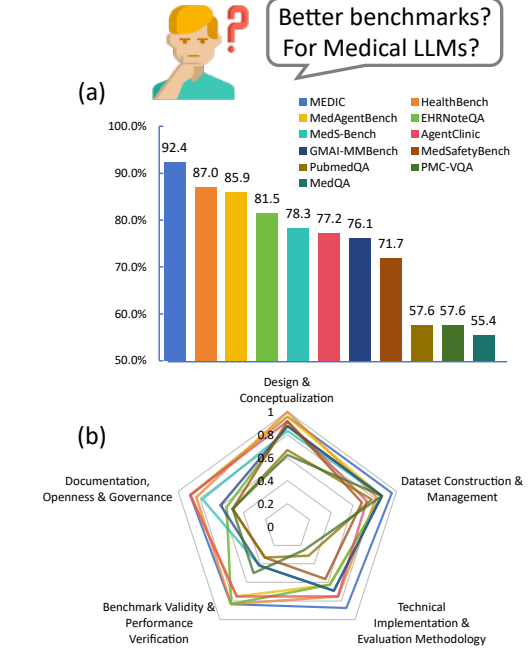 Better benchmarks?
For Medical LLMs?
(a)
MEDIC
HealthBench
MedAgentBench
EHRNoteQA
MedS-Bench
AgentClinic
GMAI-MMBench
MedSafetyBench
PubmedQA
PMC-VQA
MedQA
100.0%
90.0%
80.0%
70.0%
60.0%
50.0%
92.4
87.0
85.9
81.5
78.3
77.2
76.1
71.7
57.6
57.6
55.4
(b)
Design &
Conceptualization
1
0.8
0.6
0.4
0.2
0
Documentation,
Openness & Governance
Dataset Construction &
Management
Benchmark Validity &
Performance
Verification
Technical
Implementation &
Evaluation Methodology